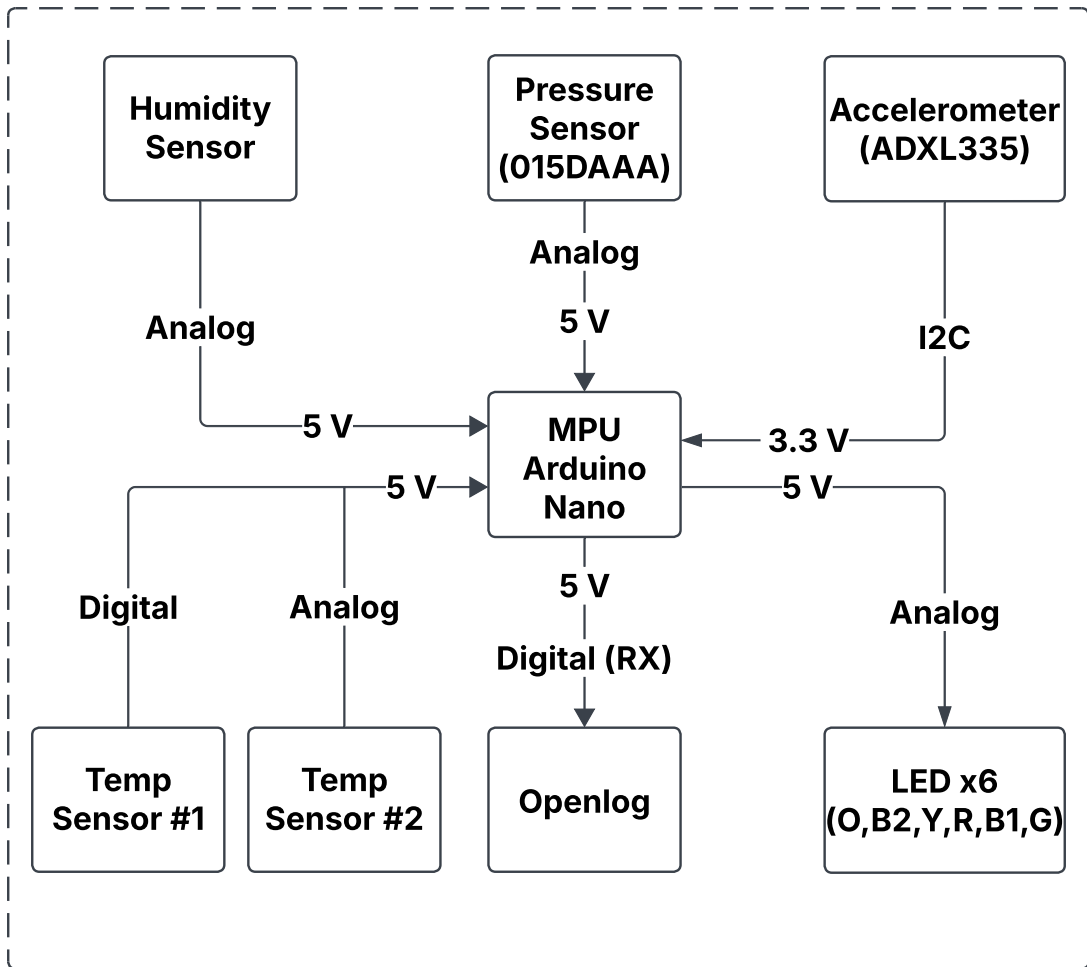 Humidity
Sensor
Pressure
Sensor
(015DAAA)
Accelerometer
(ADXL335)
Analog
5 V
Analog
I2C
5 V
MPU
Arduino
Nano
3.3 V
5 V
5 V
5 V
Digital
Analog
Digital (RX)
Analog
Temp
Sensor #1
Temp
Sensor #2
Openlog
LED x6
(O,B2,Y,R,B1,G)